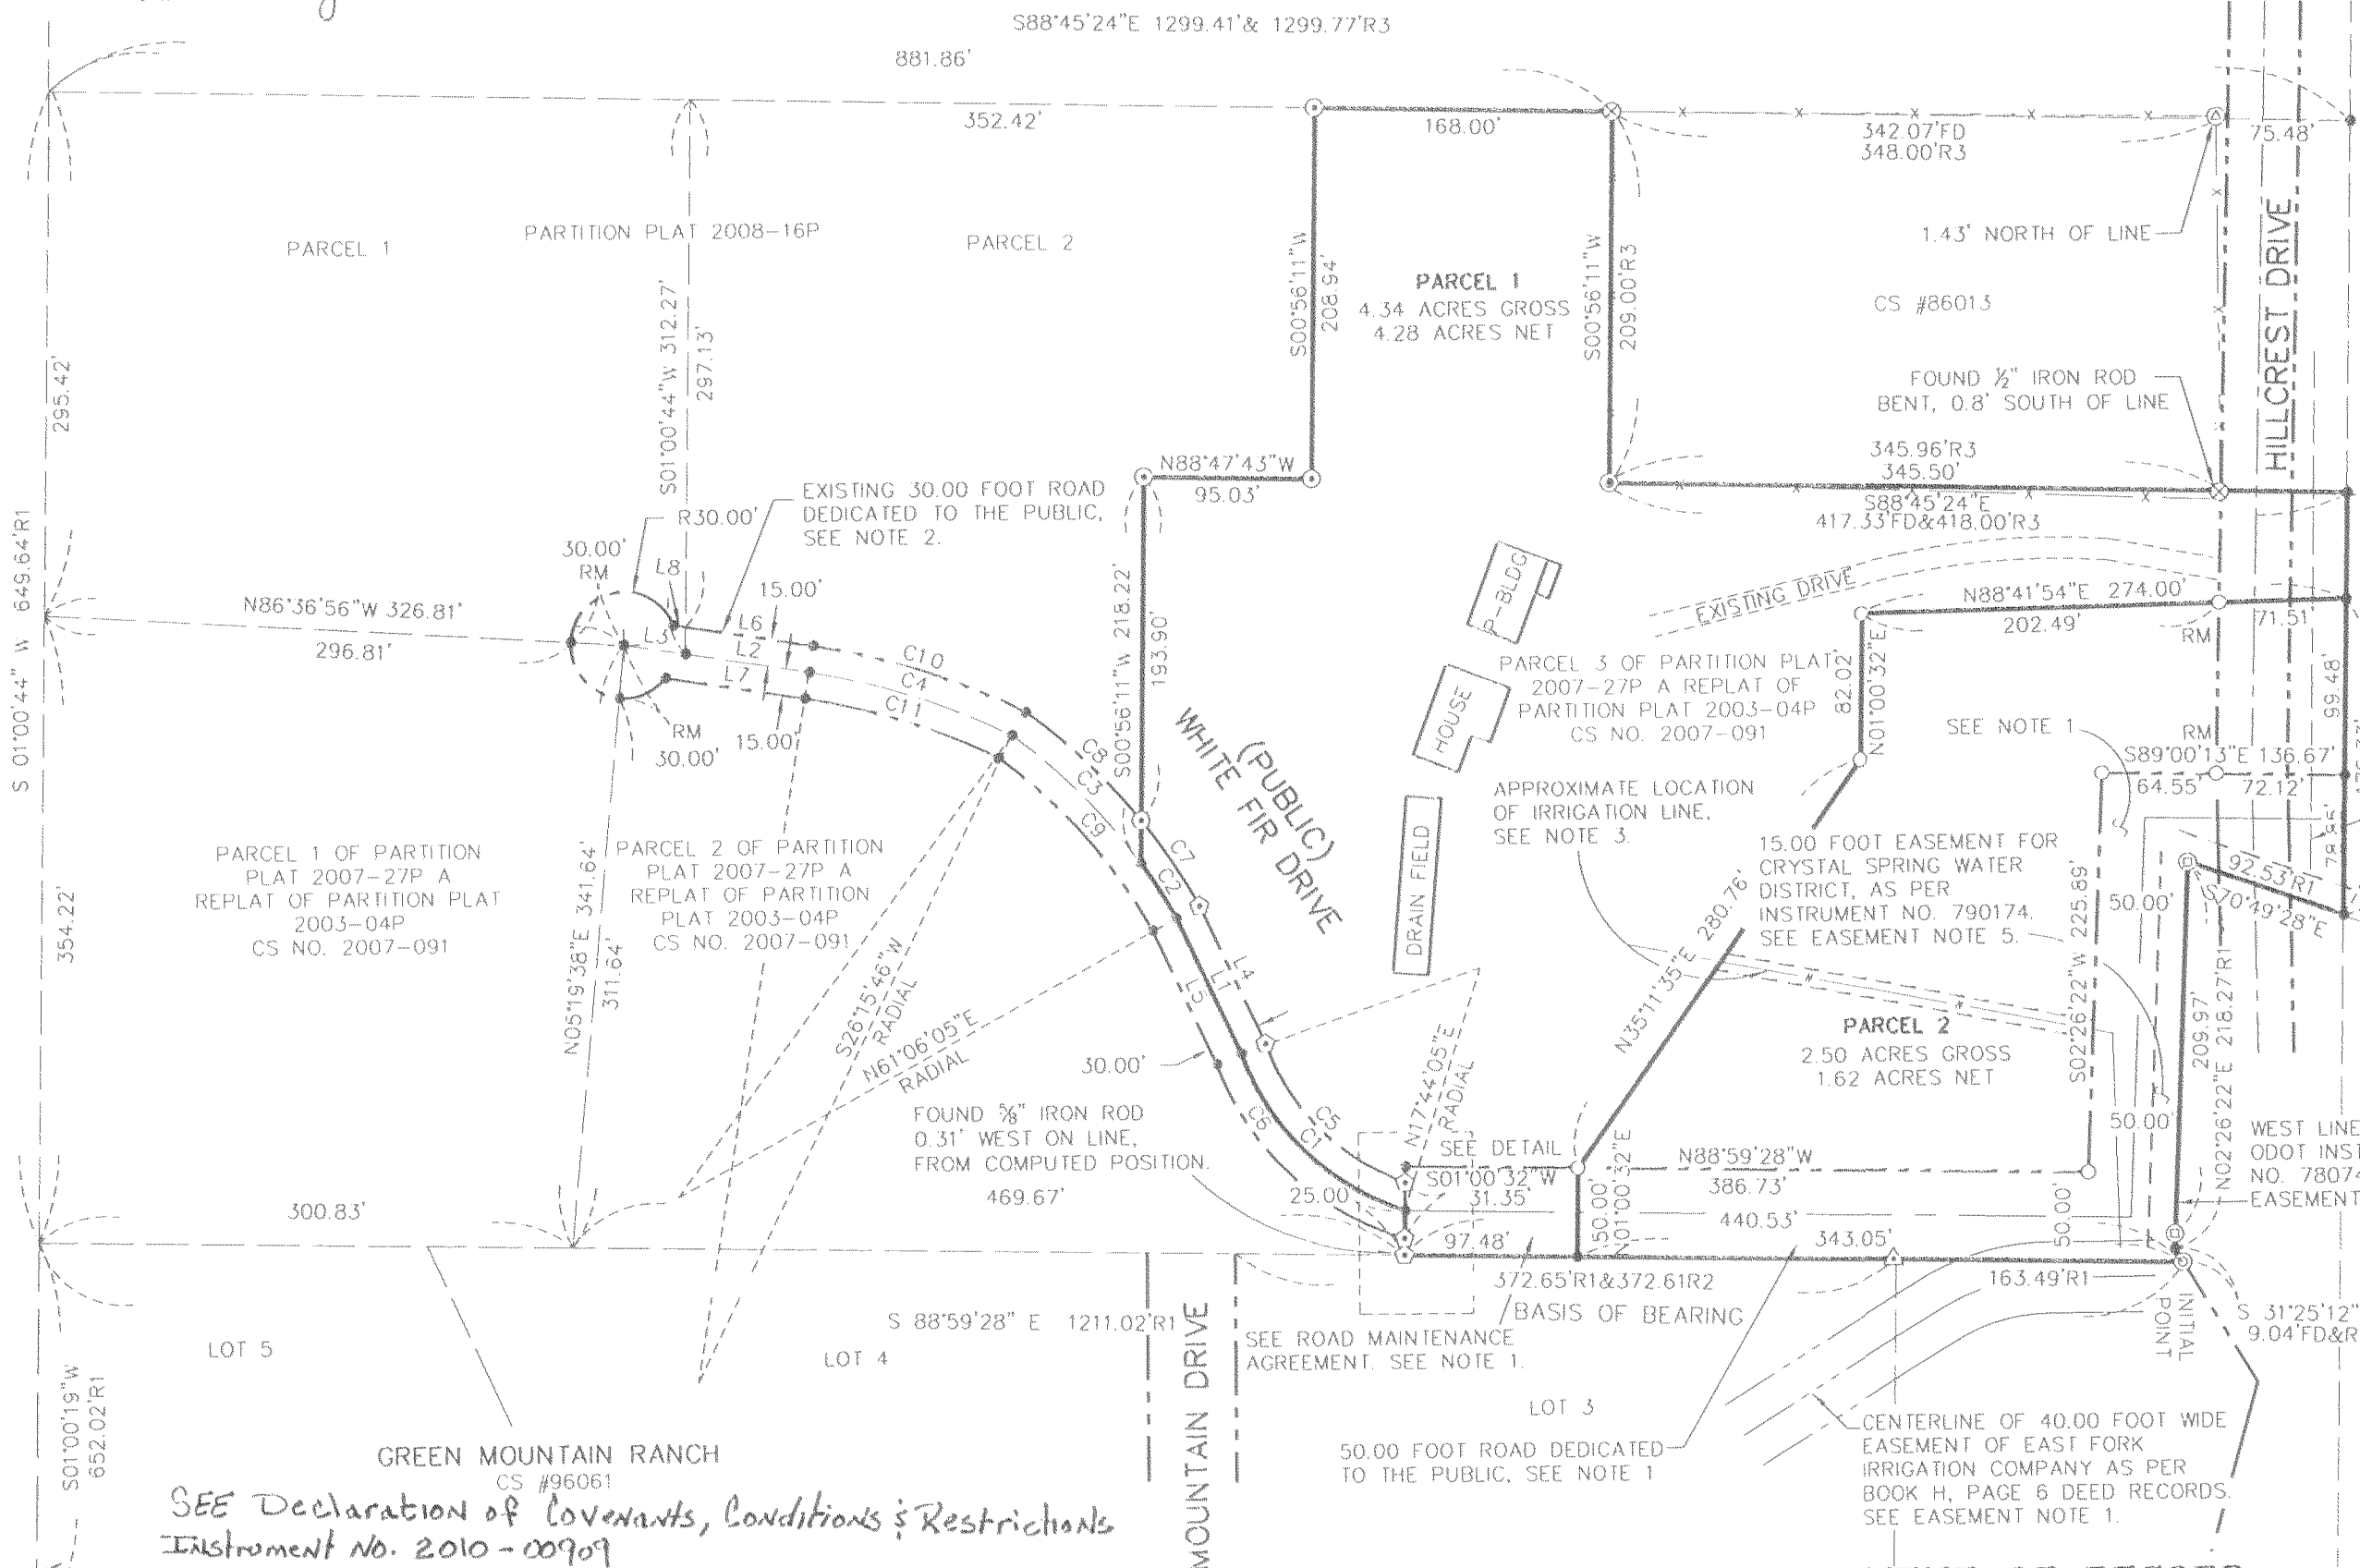 S88°45'24"E 1299.41'& 1299.77'R3
881.86'
352.42'
168.00'
342.07'FD
348.00'R3
75.48'
PARCEL 1
PARTITION PLAT 2008-16P
PARCEL 2
1.43' NORTH OF LINE
HILLCREST DRIVE
S01°00'44"W 312.27'
297.13'
S00°56'11"W
208.94'
PARCEL 1
4.34 ACRES GROSS
4.28 ACRES NET
S00°56'11"W
209.00'R3
CS #86013
295.42'
FOUND ½" IRON ROD
BENT, 0.8' SOUTH OF LINE
345.96'R3
345.50'
S88°45'24"E
417.33'FD&418.00'R3
N88°47'43"W
95.03'
EXISTING 30.00 FOOT ROAD
DEDICATED TO THE PUBLIC,
SEE NOTE 2.
R30.00'
30.00'
RM
L8
15.00'
S 01°00'44" W 649.64'R1
N86°36'56"W 326.81'
296.81'
L3
L6
L2
L7
C10
C4
C11
RM
30.00'
15.00'
S00°56'11"W 218.22'
193.90'
P-BLDG
EXISTING DRIVE
N88°41'54"E 274.00'
202.49'
71.51'
RM
HOUSE
PARCEL 3 OF PARTITION PLAT
2007-27P A REPLAT OF
PARTITION PLAT 2003-04P
CS NO. 2007-091
82.02'
N01°00'32"E
99.48'
SEE NOTE 1
RM
S89°00'13"E 136.67'
64.55'
72.12'
78.85'
C8
C3
C9
WHITE FIR DRIVE
(PUBLIC)
APPROXIMATE LOCATION
OF IRRIGATION LINE,
SEE NOTE 3.
15.00 FOOT EASEMENT FOR
CRYSTAL SPRING WATER
DISTRICT, AS PER
INSTRUMENT NO. 790174.
SEE EASEMENT NOTE 5.
PARCEL 1 OF PARTITION
PLAT 2007-27P A
REPLAT OF PARTITION PLAT
2003-04P
CS NO. 2007-091
PARCEL 2 OF PARTITION
PLAT 2007-27P A
REPLAT OF PARTITION
PLAT 2003-04P
CS NO. 2007-091
C7
C2
DRAIN FIELD
92.53'R1
S70°49'28"E
50.00'
354.22'
N05°19'38"E 341.64'
311.64'
S26°15'46"W
RADIAL
N61°06'05"E
RADIAL
L4
L1
L5
30.00'
N35°11'35"E 280.76'
S02°26'22"W 225.89'
209.97'
N02°26'22"E 218.27'R1
PARCEL 2
2.50 ACRES GROSS
1.62 ACRES NET
N17°44'05"E
RADIAL
FOUND ⅝" IRON ROD
0.31' WEST ON LINE,
FROM COMPUTED POSITION.
469.67'
C5
C1
C6
50.00'
WEST LINE
ODOT INST
NO. 78074
EASEMENT
SEE DETAIL
S01°00'32"W
31.35'
25.00'
N88°59'28"W
386.73'
50.00'
N01°00'32"E
50.00'
300.83'
440.53'
97.48'
343.05'
372.65'R1&372.61R2
BASIS OF BEARING
163.49'R1
INITIAL
POINT
S 31°25'12"
9.04'FD&R
S 88°59'28" E 1211.02'R1
LOT 5
LOT 4
SEE ROAD MAINTENANCE
AGREEMENT. SEE NOTE 1.
LOT 3
S01°00'19"W
652.02'R1
GREEN MOUNTAIN RANCH
CS #96061
MOUNTAIN DRIVE
50.00 FOOT ROAD DEDICATED
TO THE PUBLIC, SEE NOTE 1
CENTERLINE OF 40.00 FOOT WIDE
EASEMENT OF EAST FORK
IRRIGATION COMPANY AS PER
BOOK H, PAGE 6 DEED RECORDS.
SEE EASEMENT NOTE 1.
SEE Declaration of Covenants, Conditions & Restrictions
Instrument No. 2010-00909